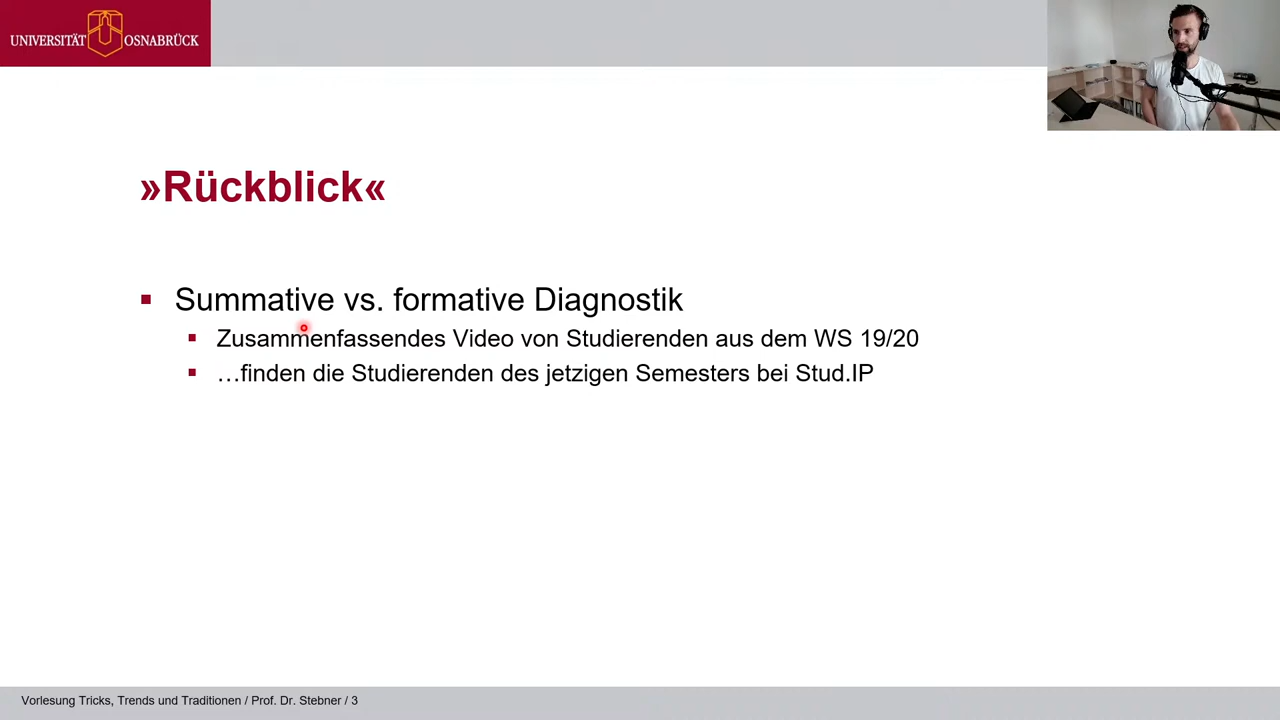 UNIVERSITÄT OSNABRÜCK
»Rückblick«
Summative vs. formative Diagnostik
Zusammenfassendes Video von Studierenden aus dem WS 19/20
…finden die Studierenden des jetzigen Semesters bei Stud.IP
Vorlesung Tricks, Trends und Traditionen / Prof. Dr. Stebner / 3